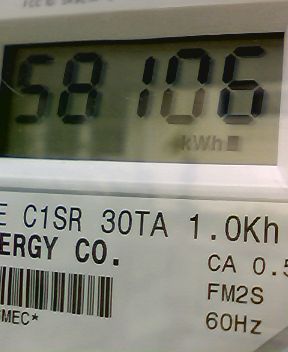 58106
kWh
E C1SR 30TA 1.0Kh
ERGY CO.
CA 0.5
FM2S
MEC*
60Hz